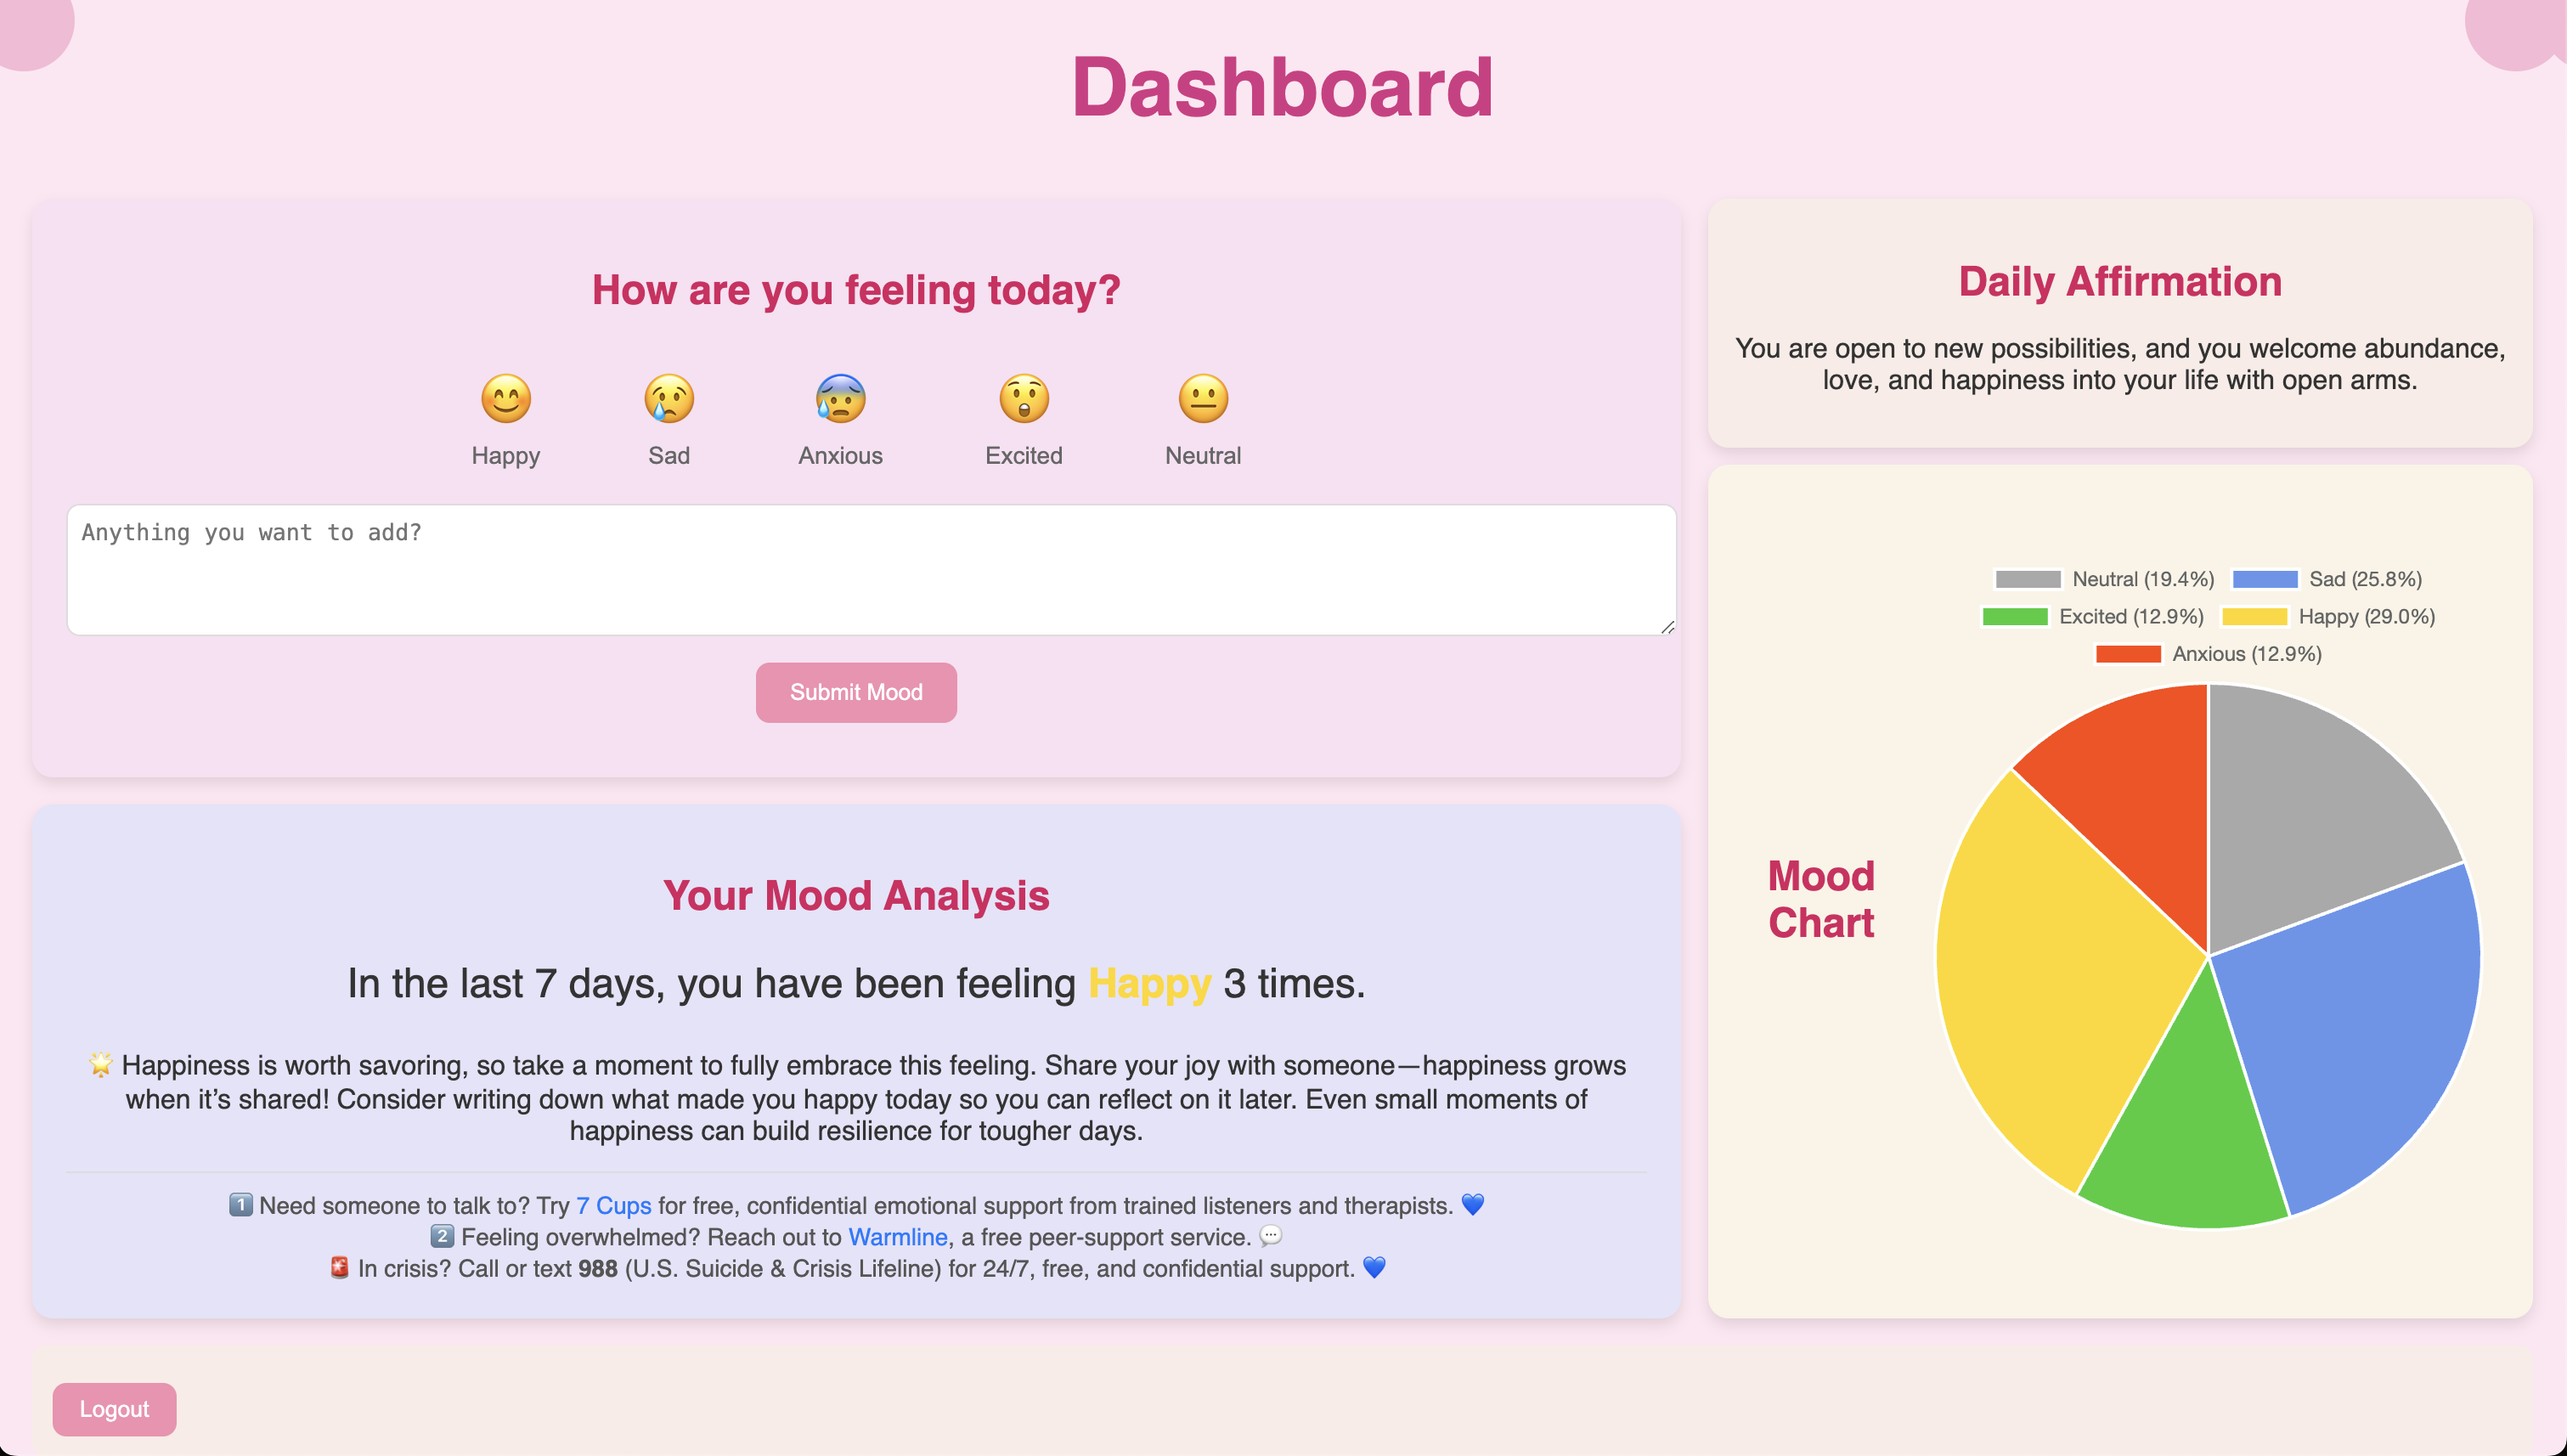 Dashboard
How are you feeling today?
Happy
Sad
Anxious
Excited
Neutral
Anything you want to add?
Submit Mood
Your Mood Analysis
In the last 7 days, you have been feeling Happy 3 times.
🌟 Happiness is worth savoring, so take a moment to fully embrace this feeling. Share your joy with someone—happiness grows
when it’s shared! Consider writing down what made you happy today so you can reflect on it later. Even small moments of
happiness can build resilience for tougher days.
1️⃣ Need someone to talk to? Try 7 Cups for free, confidential emotional support from trained listeners and therapists. 💙
2️⃣ Feeling overwhelmed? Reach out to Warmline, a free peer-support service. 💬
🚨 In crisis? Call or text 988 (U.S. Suicide & Crisis Lifeline) for 24/7, free, and confidential support. 💙
Daily Affirmation
You are open to new possibilities, and you welcome abundance,
love, and happiness into your life with open arms.
Mood
Chart
Neutral (19.4%)
Sad (25.8%)
Excited (12.9%)
Happy (29.0%)
Anxious (12.9%)
Logout